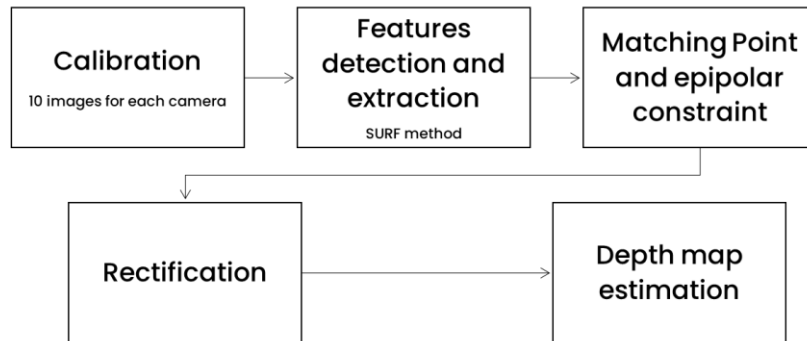 Calibration
10 images for each camera
Features
detection and
extraction
SURF method
Matching Point
and epipolar
constraint
Rectification
Depth map
estimation